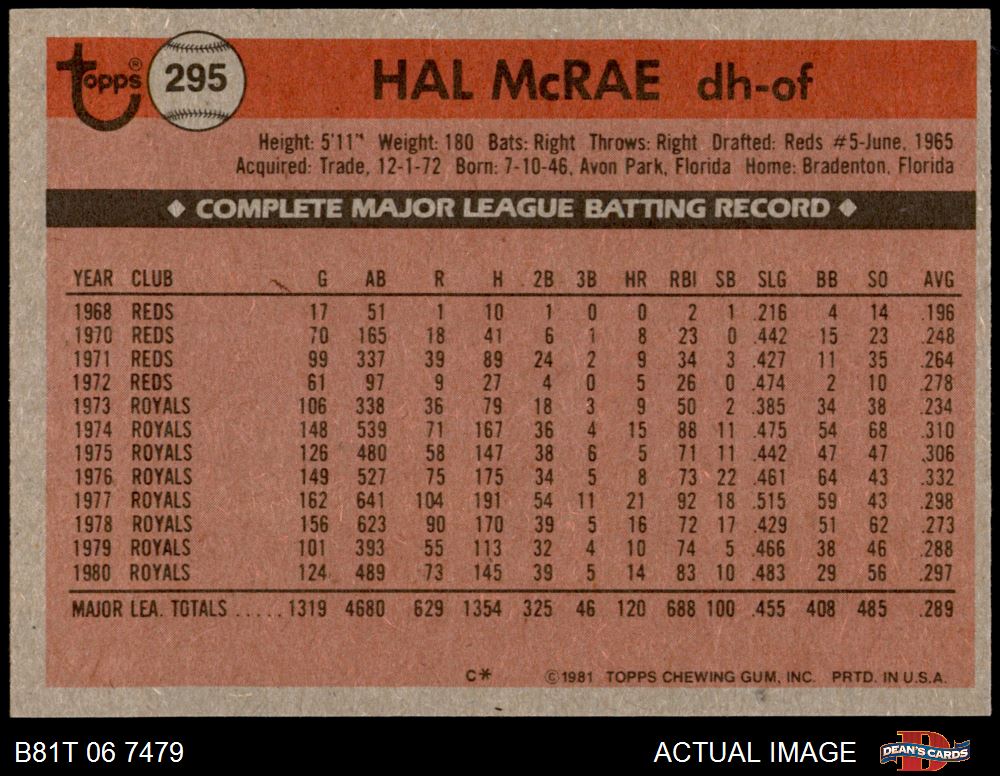 Topps® 295 HAL McRAE dh-of
Height: 5'11" Weight: 180 Bats: Right Throws: Right Drafted: Reds #5-June, 1965
Acquired: Trade, 12-1-72 Born: 7-10-46, Avon Park, Florida Home: Bradenton, Florida
◆ COMPLETE MAJOR LEAGUE BATTING RECORD ◆
YEAR CLUB G AB R H 2B 3B HR RBI SB SLG BB SO AVG
1968 REDS 17 51 1 10 1 0 0 2 1 .216 4 14 .196
1970 REDS 70 165 18 41 6 1 8 23 0 .442 15 23 .248
1971 REDS 99 337 39 89 24 2 9 34 3 .427 11 35 .264
1972 REDS 61 97 9 27 4 0 5 26 0 .474 2 10 .278
1973 ROYALS 106 338 36 79 18 3 9 50 2 .385 34 38 .234
1974 ROYALS 148 539 71 167 36 4 15 88 11 .475 54 68 .310
1975 ROYALS 126 480 58 147 38 6 5 71 11 .442 47 47 .306
1976 ROYALS 149 527 75 175 34 5 8 73 22 .461 64 43 .332
1977 ROYALS 162 641 104 191 54 11 21 92 18 .515 59 43 .298
1978 ROYALS 156 623 90 170 39 5 16 72 17 .429 51 62 .273
1979 ROYALS 101 393 55 113 32 4 10 74 5 .466 38 46 .288
1980 ROYALS 124 489 73 145 39 5 14 83 10 .483 29 56 .297
MAJOR LEA. TOTALS ..... 1319 4680 629 1354 325 46 120 688 100 .455 408 485 .289
C* ©1981 TOPPS CHEWING GUM, INC. PRTD. IN U.S.A.
B81T 06 7479 ACTUAL IMAGE D DEAN'S CARDS